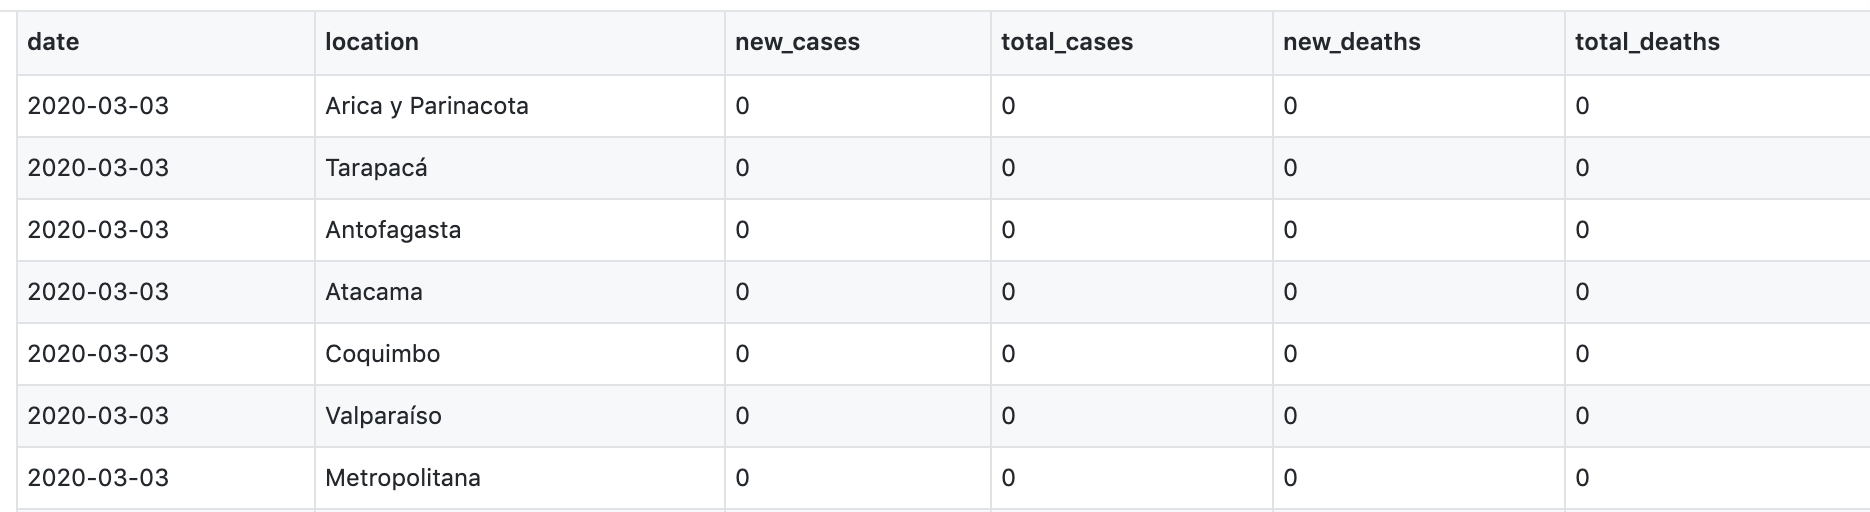 date location new_cases total_cases new_deaths total_deaths
2020-03-03 Arica y Parinacota 0 0 0 0
2020-03-03 Tarapacá 0 0 0 0
2020-03-03 Antofagasta 0 0 0 0
2020-03-03 Atacama 0 0 0 0
2020-03-03 Coquimbo 0 0 0 0
2020-03-03 Valparaíso 0 0 0 0
2020-03-03 Metropolitana 0 0 0 0